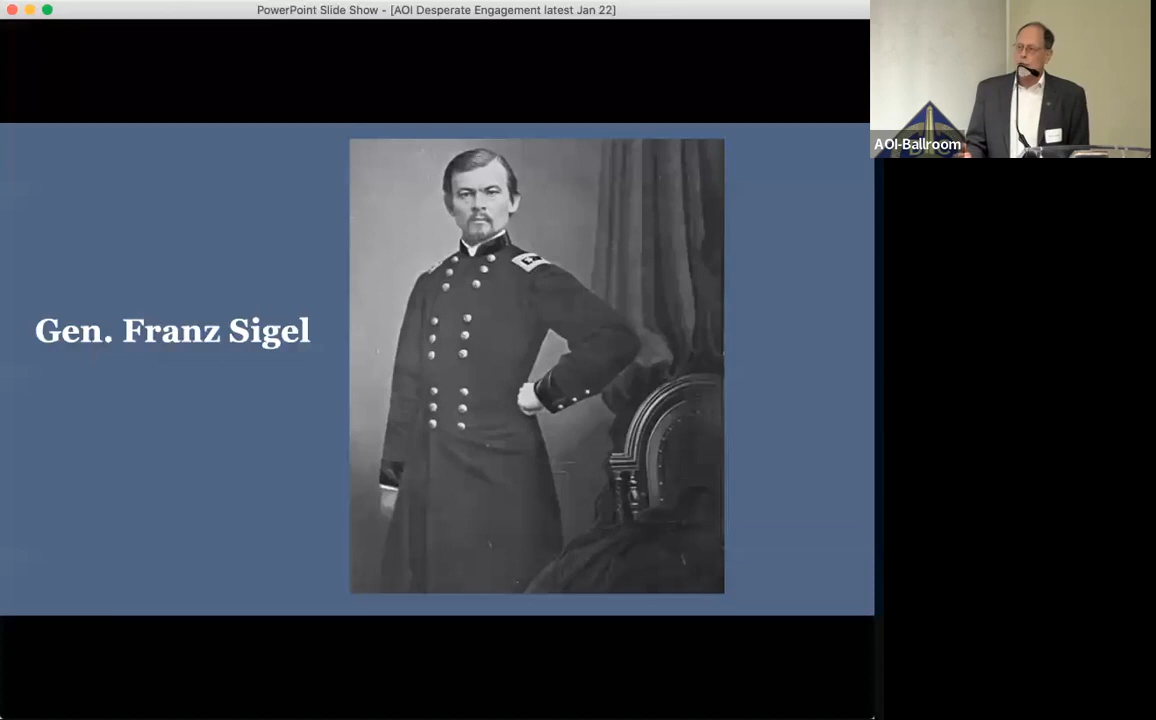 PowerPoint Slide Show - [AOI Desperate Engagement latest Jan 22]
AOI-Ballroom
Gen. Franz Sigel